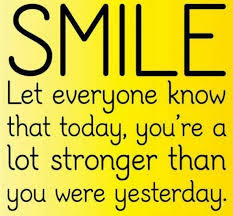 SMILE
Let everyone know
that today, you're a
lot stronger than
you were yesterday.